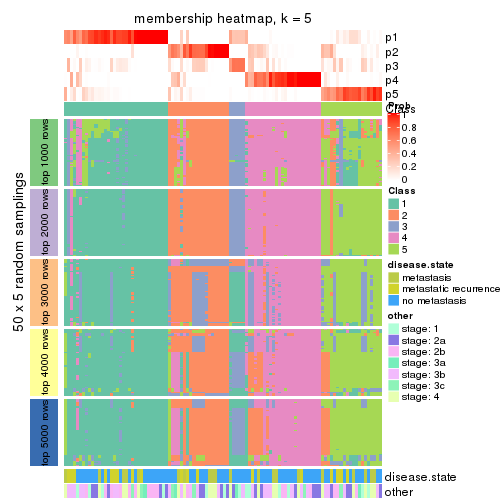 membership heatmap, k = 5
p1
p2
p3
p4
p5
Prob
Class
1
0.8
0.6
0.4
0.2
0
Class
1
2
3
4
5
disease.state
metastasis
metastatic recurrence
no metastasis
other
stage: 1
stage: 2a
stage: 2b
stage: 3a
stage: 3b
stage: 3c
stage: 4
50 x 5 random samplings
top 1000 rows
top 2000 rows
top 3000 rows
top 4000 rows
top 5000 rows
disease.state
other